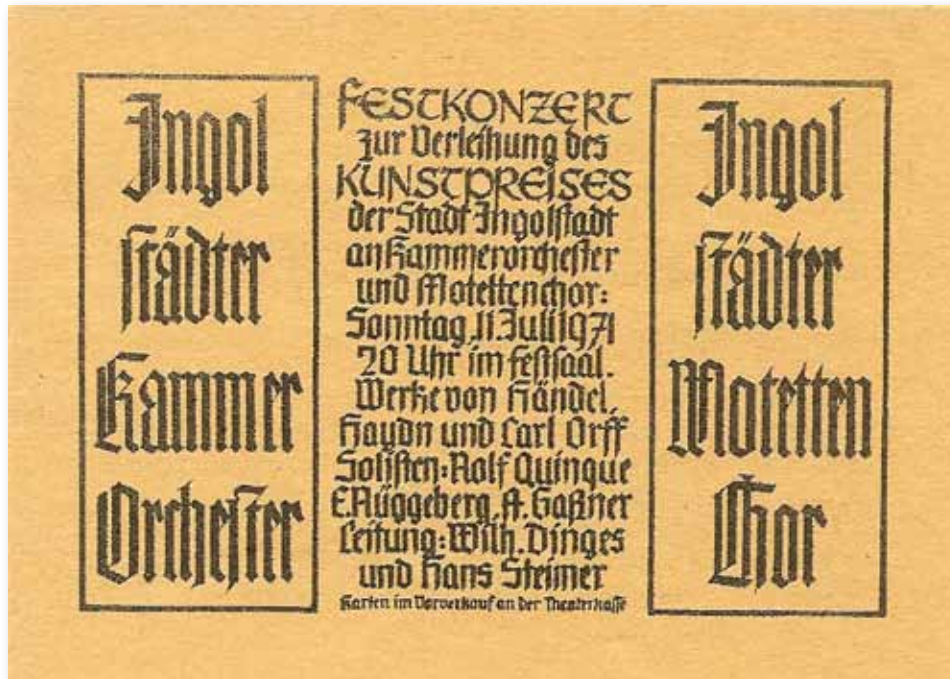 Ingol
städter
Kammer
Orchester
FESTKONZERT
zur Verleihung des
KUNSTPREISES
der Stadt Ingolstadt
an Kammerorchester
und Motettenchor:
Sonntag, 11. Juli 1971
20 Uhr im Festsaal.
Werke von Händel,
Haydn und Carl Orff
Solisten: Rolf Quinque
E. Rüggeberg, A. Gaßner
Leitung: Wilh. Dinges
und Hans Steimer
Karten im Vorverkauf an der Theaterkasse
Ingol
städter
Motetten
Chor